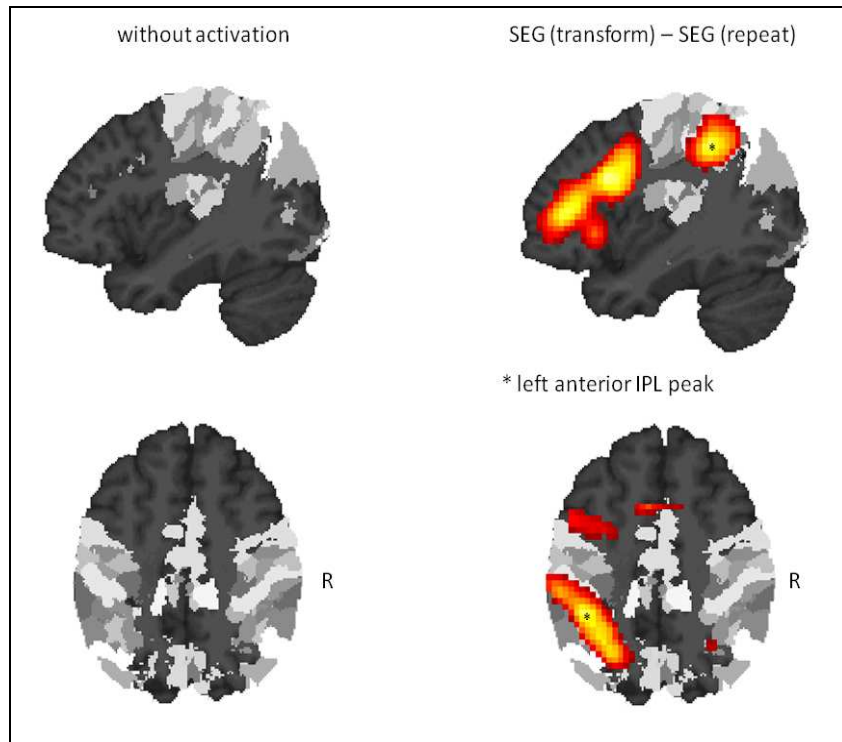 without activation
SEG (transform) – SEG (repeat)
*
* left anterior IPL peak
R
*
R